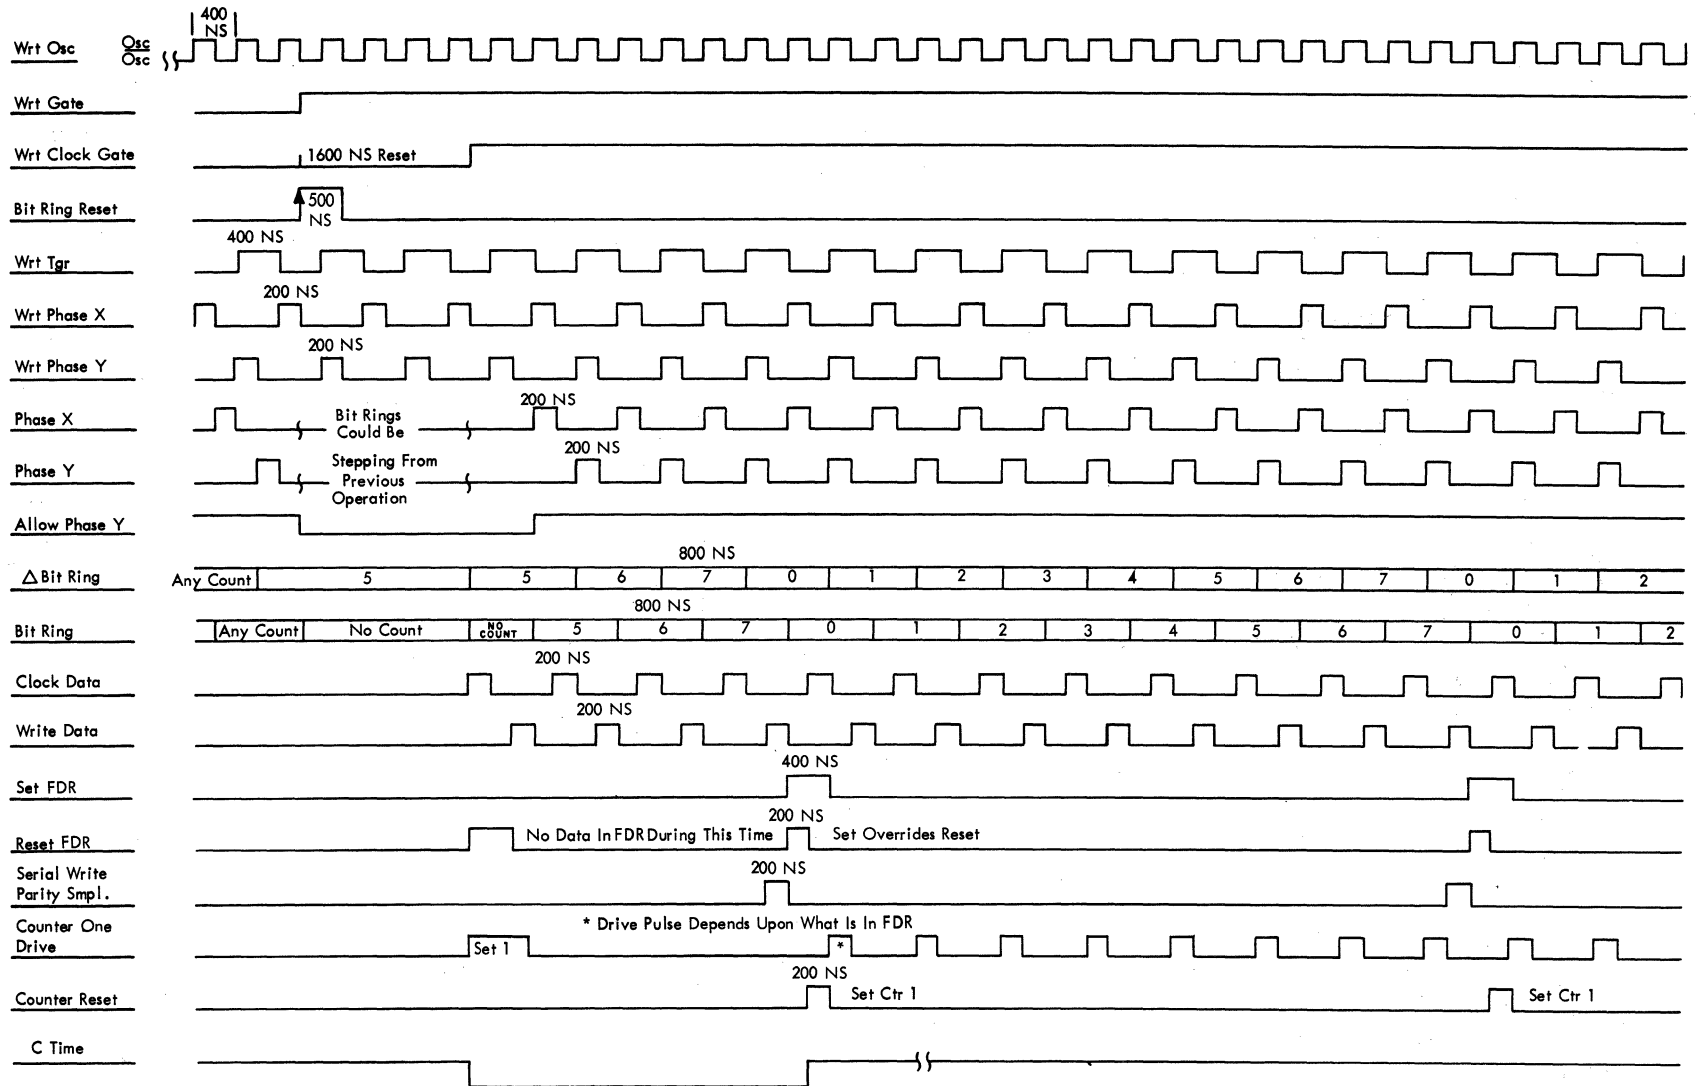 400
NS
Wrt Osc
Osc
Osc
Wrt Gate
Wrt Clock Gate
1600 NS Reset
Bit Ring Reset
500
NS
400 NS
Wrt Tgr
200 NS
Wrt Phase X
200 NS
Wrt Phase Y
200 NS
Phase X
Bit Rings
Could Be
200 NS
Phase Y
Stepping From
Previous
Operation
Allow Phase Y
800 NS
△ Bit Ring
Any Count 5 5 6 7 0 1 2 3 4 5 6 7 0 1 2
800 NS
Bit Ring
Any Count No Count NO COUNT 5 6 7 0 1 2 3 4 5 6 7 0 1 2
200 NS
Clock Data
200 NS
Write Data
400 NS
Set FDR
200 NS
Reset FDR
No Data In FDR During This Time
Set Overrides Reset
200 NS
Serial Write
Parity Smpl.
* Drive Pulse Depends Upon What Is In FDR
Counter One
Drive
Set 1
*
200 NS
Counter Reset
Set Ctr 1
Set Ctr 1
C Time